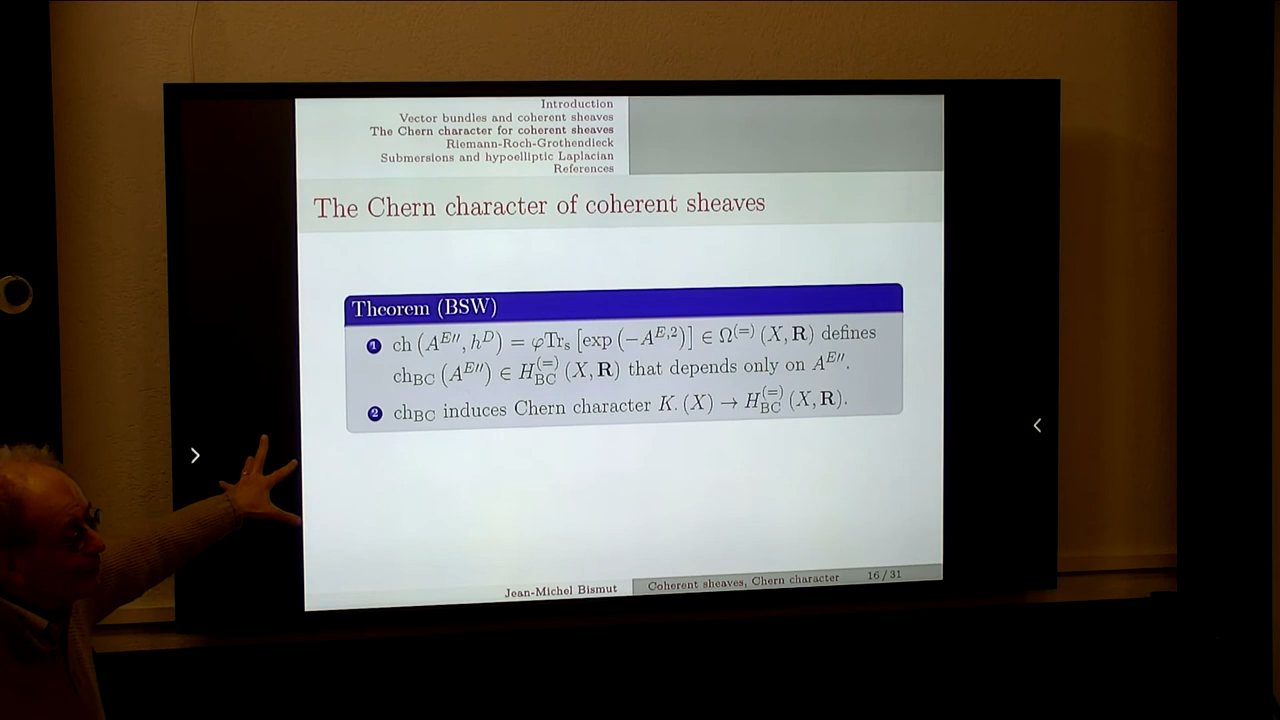 Introduction
Vector bundles and coherent sheaves
The Chern character for coherent sheaves
Riemann-Roch-Grothendieck
Submersions and hypoelliptic Laplacian
References
The Chern character of coherent sheaves
Theorem (BSW)
1 ch (A^{E″}, h^D) = φTr_s [exp (−A^{E,2})] ∈ Ω^{(=)} (X, R) defines
ch_BC (A^{E″}) ∈ H^{(=)}_BC (X, R) that depends only on A^{E″}.
2 ch_BC induces Chern character K. (X) → H^{(=)}_BC (X, R).
Jean-Michel Bismut
Coherent sheaves, Chern character
16 / 31